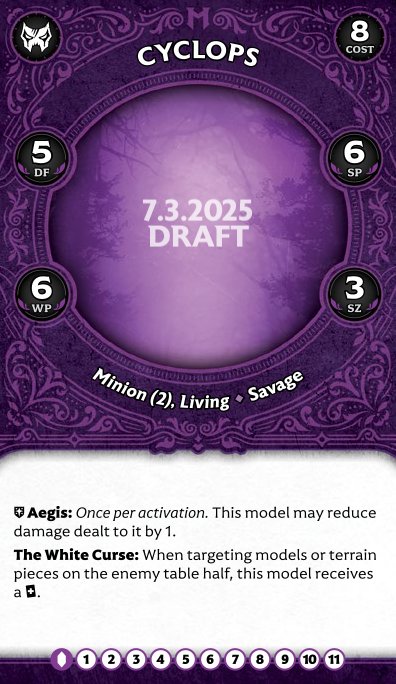 CYCLOPS
8
COST
5
DF
6
SP
7.3.2025
DRAFT
6
WP
3
SZ
Minion (2), Living ◆ Savage
Aegis: Once per activation. This model may reduce
damage dealt to it by 1.
The White Curse: When targeting models or terrain
pieces on the enemy table half, this model receives
a .
1 2 3 4 5 6 7 8 9 10 11